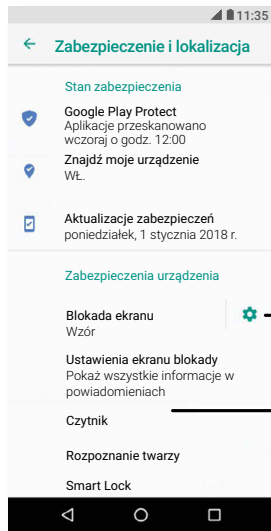 11:35
Zabezpieczenie i lokalizacja
Stan zabezpieczenia
Google Play Protect
Aplikacje przeskanowano
wczoraj o godz. 12:00
Znajdź moje urządzenie
WŁ.
Aktualizacje zabezpieczeń
poniedziałek, 1 stycznia 2018 r.
Zabezpieczenia urządzenia
Blokada ekranu
Wzór
Ustawienia ekranu blokady
Pokaż wszystkie informacje w
powiadomieniach
Czytnik
Rozpoznanie twarzy
Smart Lock